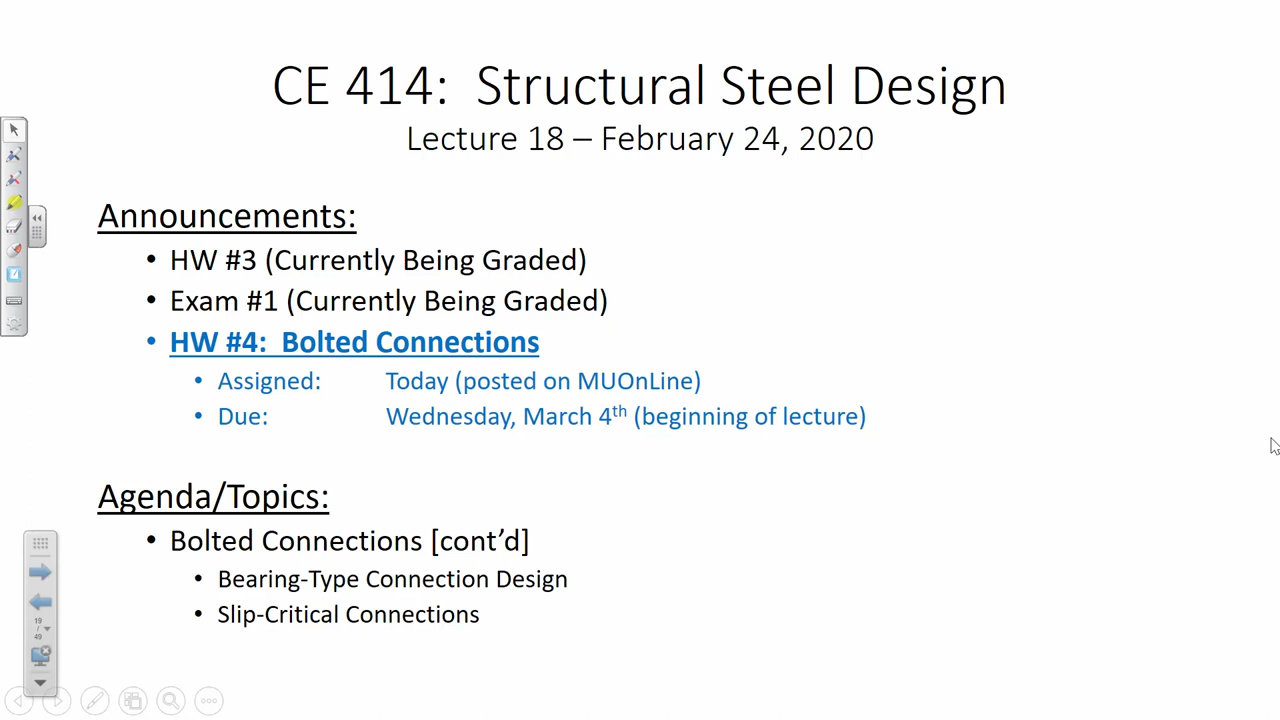 CE 414: Structural Steel Design
Lecture 18 – February 24, 2020
Announcements:
• HW #3 (Currently Being Graded)
• Exam #1 (Currently Being Graded)
• HW #4: Bolted Connections
• Assigned: Today (posted on MUOnLine)
• Due: Wednesday, March 4th (beginning of lecture)
Agenda/Topics:
• Bolted Connections [cont’d]
• Bearing-Type Connection Design
• Slip-Critical Connections
19
/
49